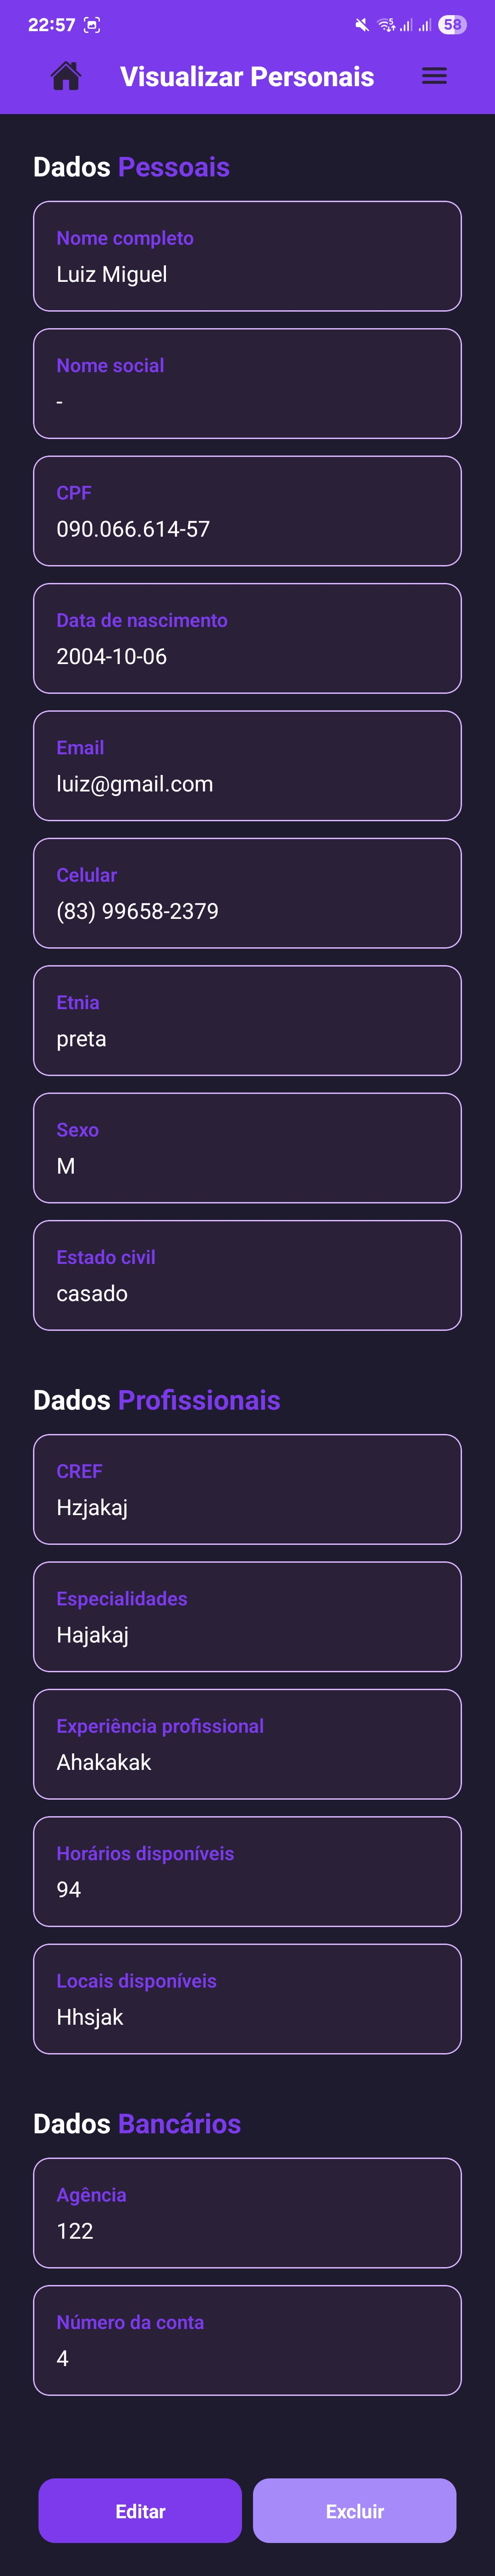 22:57
58
Visualizar Personais
Dados Pessoais
Nome completo
Luiz Miguel
Nome social
-
CPF
090.066.614-57
Data de nascimento
2004-10-06
Email
luiz@gmail.com
Celular
(83) 99658-2379
Etnia
preta
Sexo
M
Estado civil
casado
Dados Profissionais
CREF
Hzjakaj
Especialidades
Hajakaj
Experiência profissional
Ahakakak
Horários disponíveis
94
Locais disponíveis
Hhsjak
Dados Bancários
Agência
122
Número da conta
4
Editar
Excluir